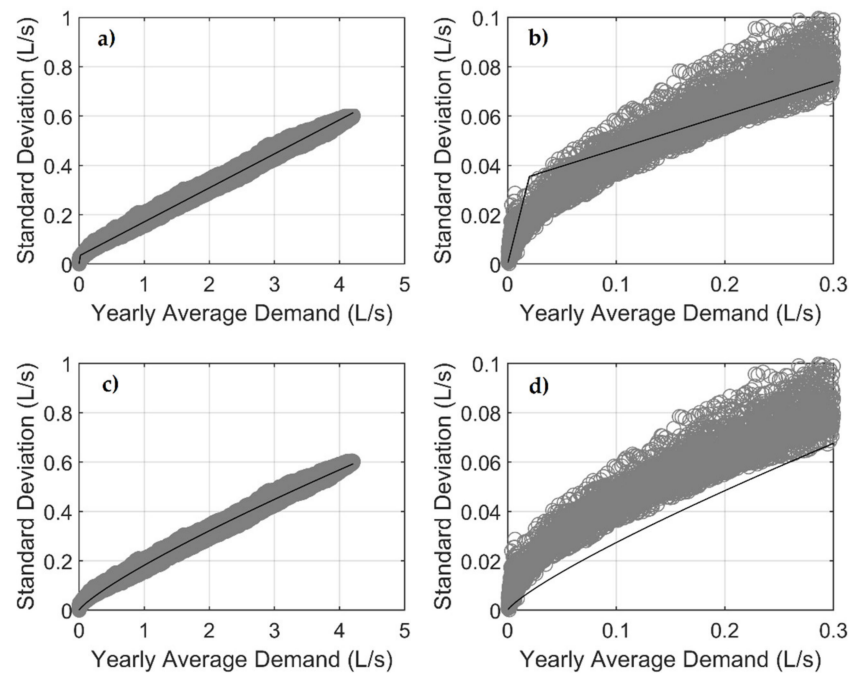 a)
1
0.8
0.6
0.4
0.2
0
0 1 2 3 4 5
Standard Deviation (L/s)
Yearly Average Demand (L/s)
b)
0.1
0.08
0.06
0.04
0.02
0
0 0.1 0.2 0.3
Standard Deviation (L/s)
Yearly Average Demand (L/s)
c)
1
0.8
0.6
0.4
0.2
0
0 1 2 3 4 5
Standard Deviation (L/s)
Yearly Average Demand (L/s)
d)
0.1
0.08
0.06
0.04
0.02
0
0 0.1 0.2 0.3
Standard Deviation (L/s)
Yearly Average Demand (L/s)